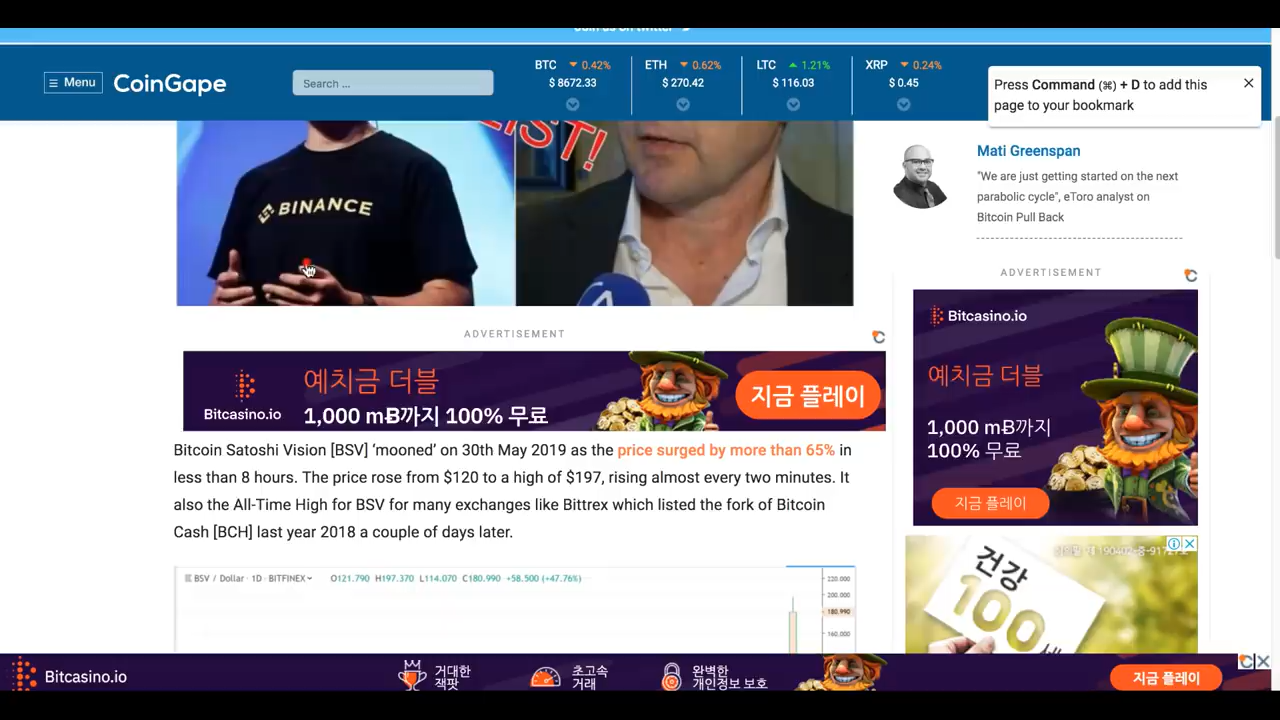 Join us on twitter
Menu
CoinGape
Search ...
BTC 0.42%
$ 8672.33
ETH 0.62%
$ 270.42
LTC 1.21%
$ 116.03
XRP 0.24%
$ 0.45
Press Command (⌘) + D to add this
page to your bookmark
LIST!
BINANCE
Mati Greenspan
"We are just getting started on the next
parabolic cycle", eToro analyst on
Bitcoin Pull Back
ADVERTISEMENT
Bitcasino.io
예치금 더블
1,000 mɃ까지
100% 무료
지금 플레이
ADVERTISEMENT
Bitcasino.io
예치금 더블
1,000 mɃ까지 100% 무료
지금 플레이
Bitcoin Satoshi Vision [BSV] ‘mooned’ on 30th May 2019 as the price surged by more than 65% in
less than 8 hours. The price rose from $120 to a high of $197, rising almost every two minutes. It
also the All-Time High for BSV for many exchanges like Bittrex which listed the fork of Bitcoin
Cash [BCH] last year 2018 a couple of days later.
BSV / Dollar · 1D · BITFINEX O121.790 H197.370 L114.070 C180.990 +58.500 (+47.76%)
220.000
200.000
180.990
160.000
건강
100세
Bitcasino.io
거대한
잭팟
초고속
거래
완벽한
개인정보 보호
지금 플레이